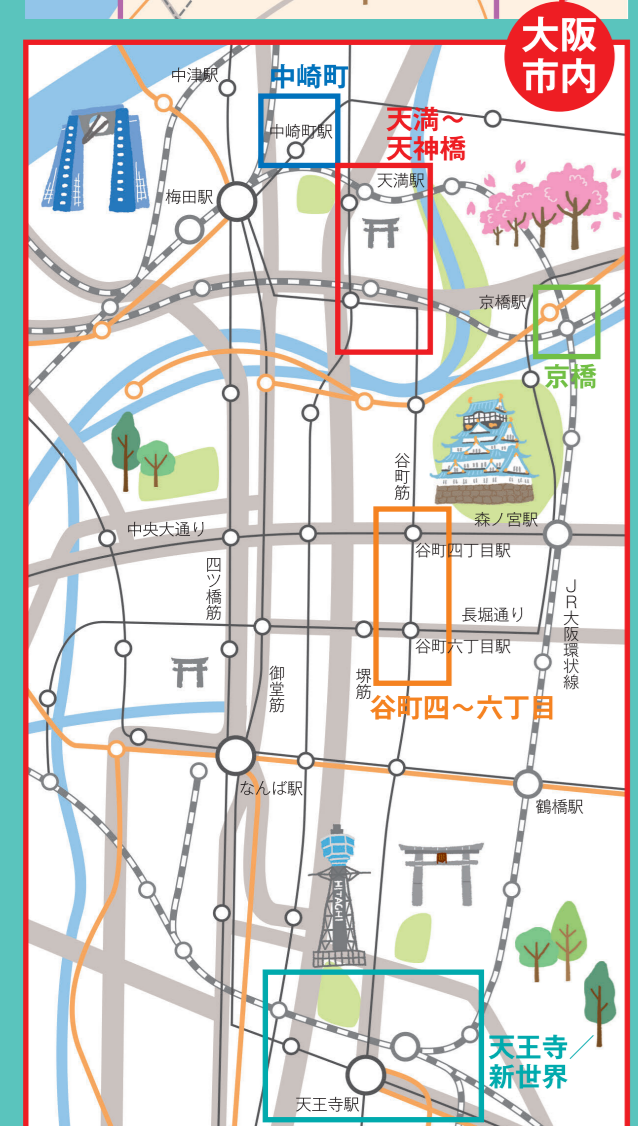 大阪
市内
中津駅
中崎町
中崎町駅
天満～
天神橋
天満駅
梅田駅
京橋駅
京橋
谷町筋
森ノ宮駅
中央大通り
谷町四丁目駅
四ツ橋筋
JR大阪環状線
長堀通り
谷町六丁目駅
御堂筋
堺筋
谷町四～六丁目
なんば駅
鶴橋駅
HITACHI
天王寺／
新世界
天王寺駅